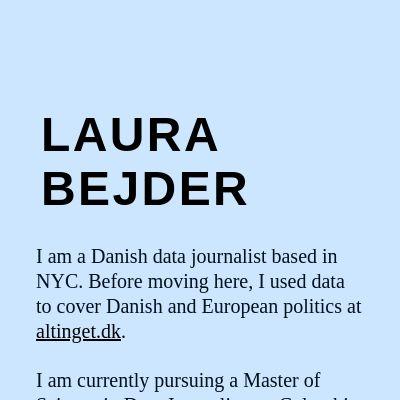 LAURA
BEJDER
I am a Danish data journalist based in
NYC. Before moving here, I used data
to cover Danish and European politics at
altinget.dk.
I am currently pursuing a Master of